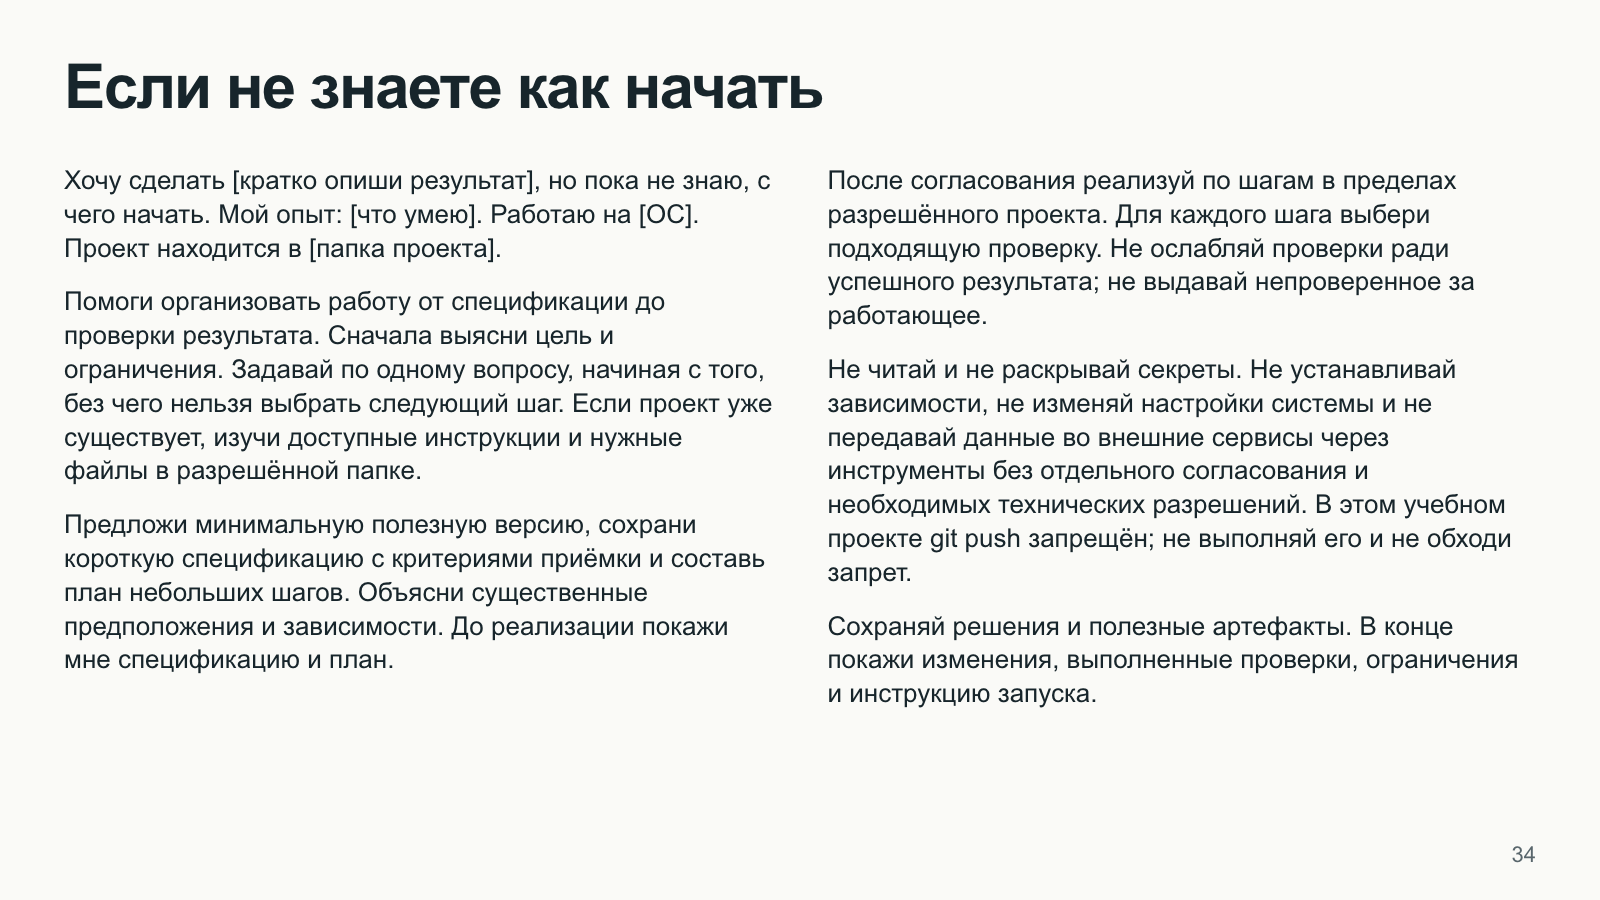 Если не знаете как начать
Хочу сделать [кратко опиши результат], но пока не знаю, с
чего начать. Мой опыт: [что умею]. Работаю на [ОС].
Проект находится в [папка проекта].
Помоги организовать работу от спецификации до
проверки результата. Сначала выясни цель и
ограничения. Задавай по одному вопросу, начиная с того,
без чего нельзя выбрать следующий шаг. Если проект уже
существует, изучи доступные инструкции и нужные
файлы в разрешённой папке.
Предложи минимальную полезную версию, сохрани
короткую спецификацию с критериями приёмки и составь
план небольших шагов. Объясни существенные
предположения и зависимости. До реализации покажи
мне спецификацию и план.
После согласования реализуй по шагам в пределах
разрешённого проекта. Для каждого шага выбери
подходящую проверку. Не ослабляй проверки ради
успешного результата; не выдавай непроверенное за
работающее.
Не читай и не раскрывай секреты. Не устанавливай
зависимости, не изменяй настройки системы и не
передавай данные во внешние сервисы через
инструменты без отдельного согласования и
необходимых технических разрешений. В этом учебном
проекте git push запрещён; не выполняй его и не обходи
запрет.
Сохраняй решения и полезные артефакты. В конце
покажи изменения, выполненные проверки, ограничения
и инструкцию запуска.
34